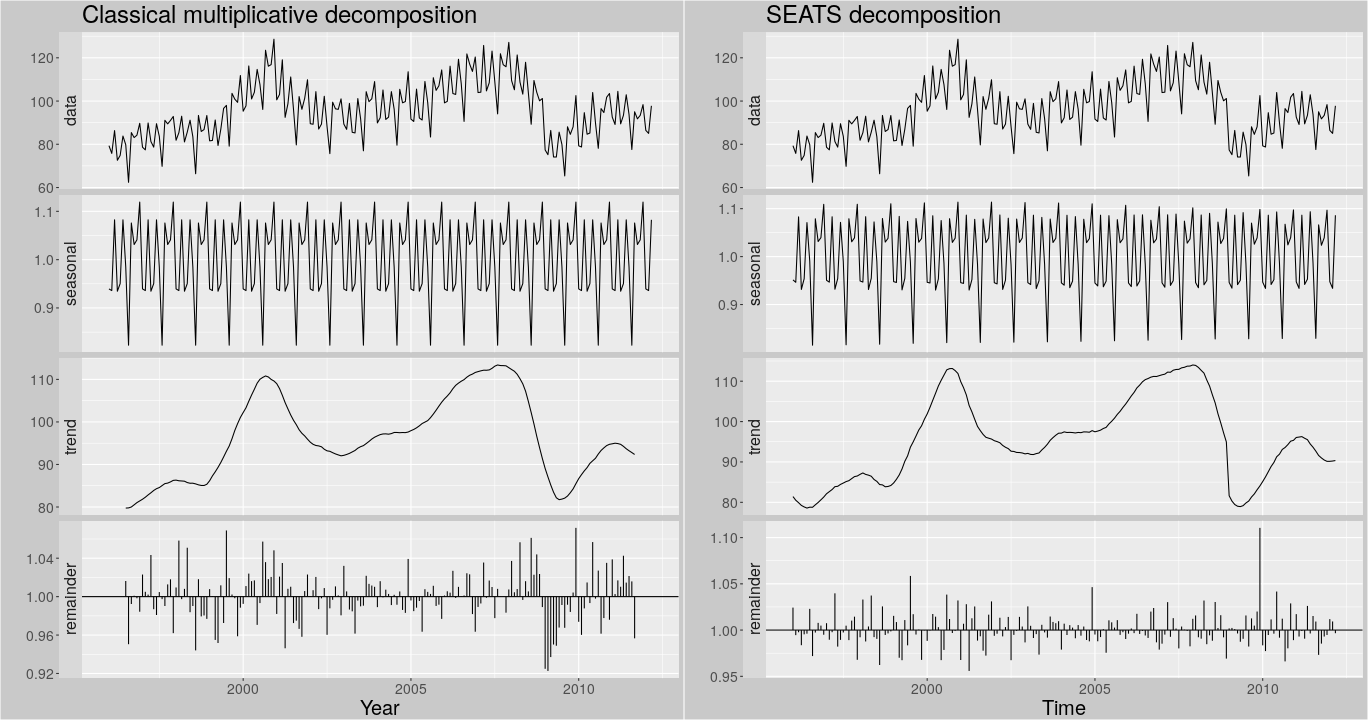 Classical multiplicative decomposition
120
100
80
60
data
1.1
1.0
0.9
seasonal
110
100
90
80
trend
1.04
1.00
0.96
0.92
remainder
2000 2005 2010
Year
SEATS decomposition
120
100
80
60
data
1.1
1.0
0.9
seasonal
110
100
90
80
trend
1.10
1.05
1.00
0.95
remainder
2000 2005 2010
Time